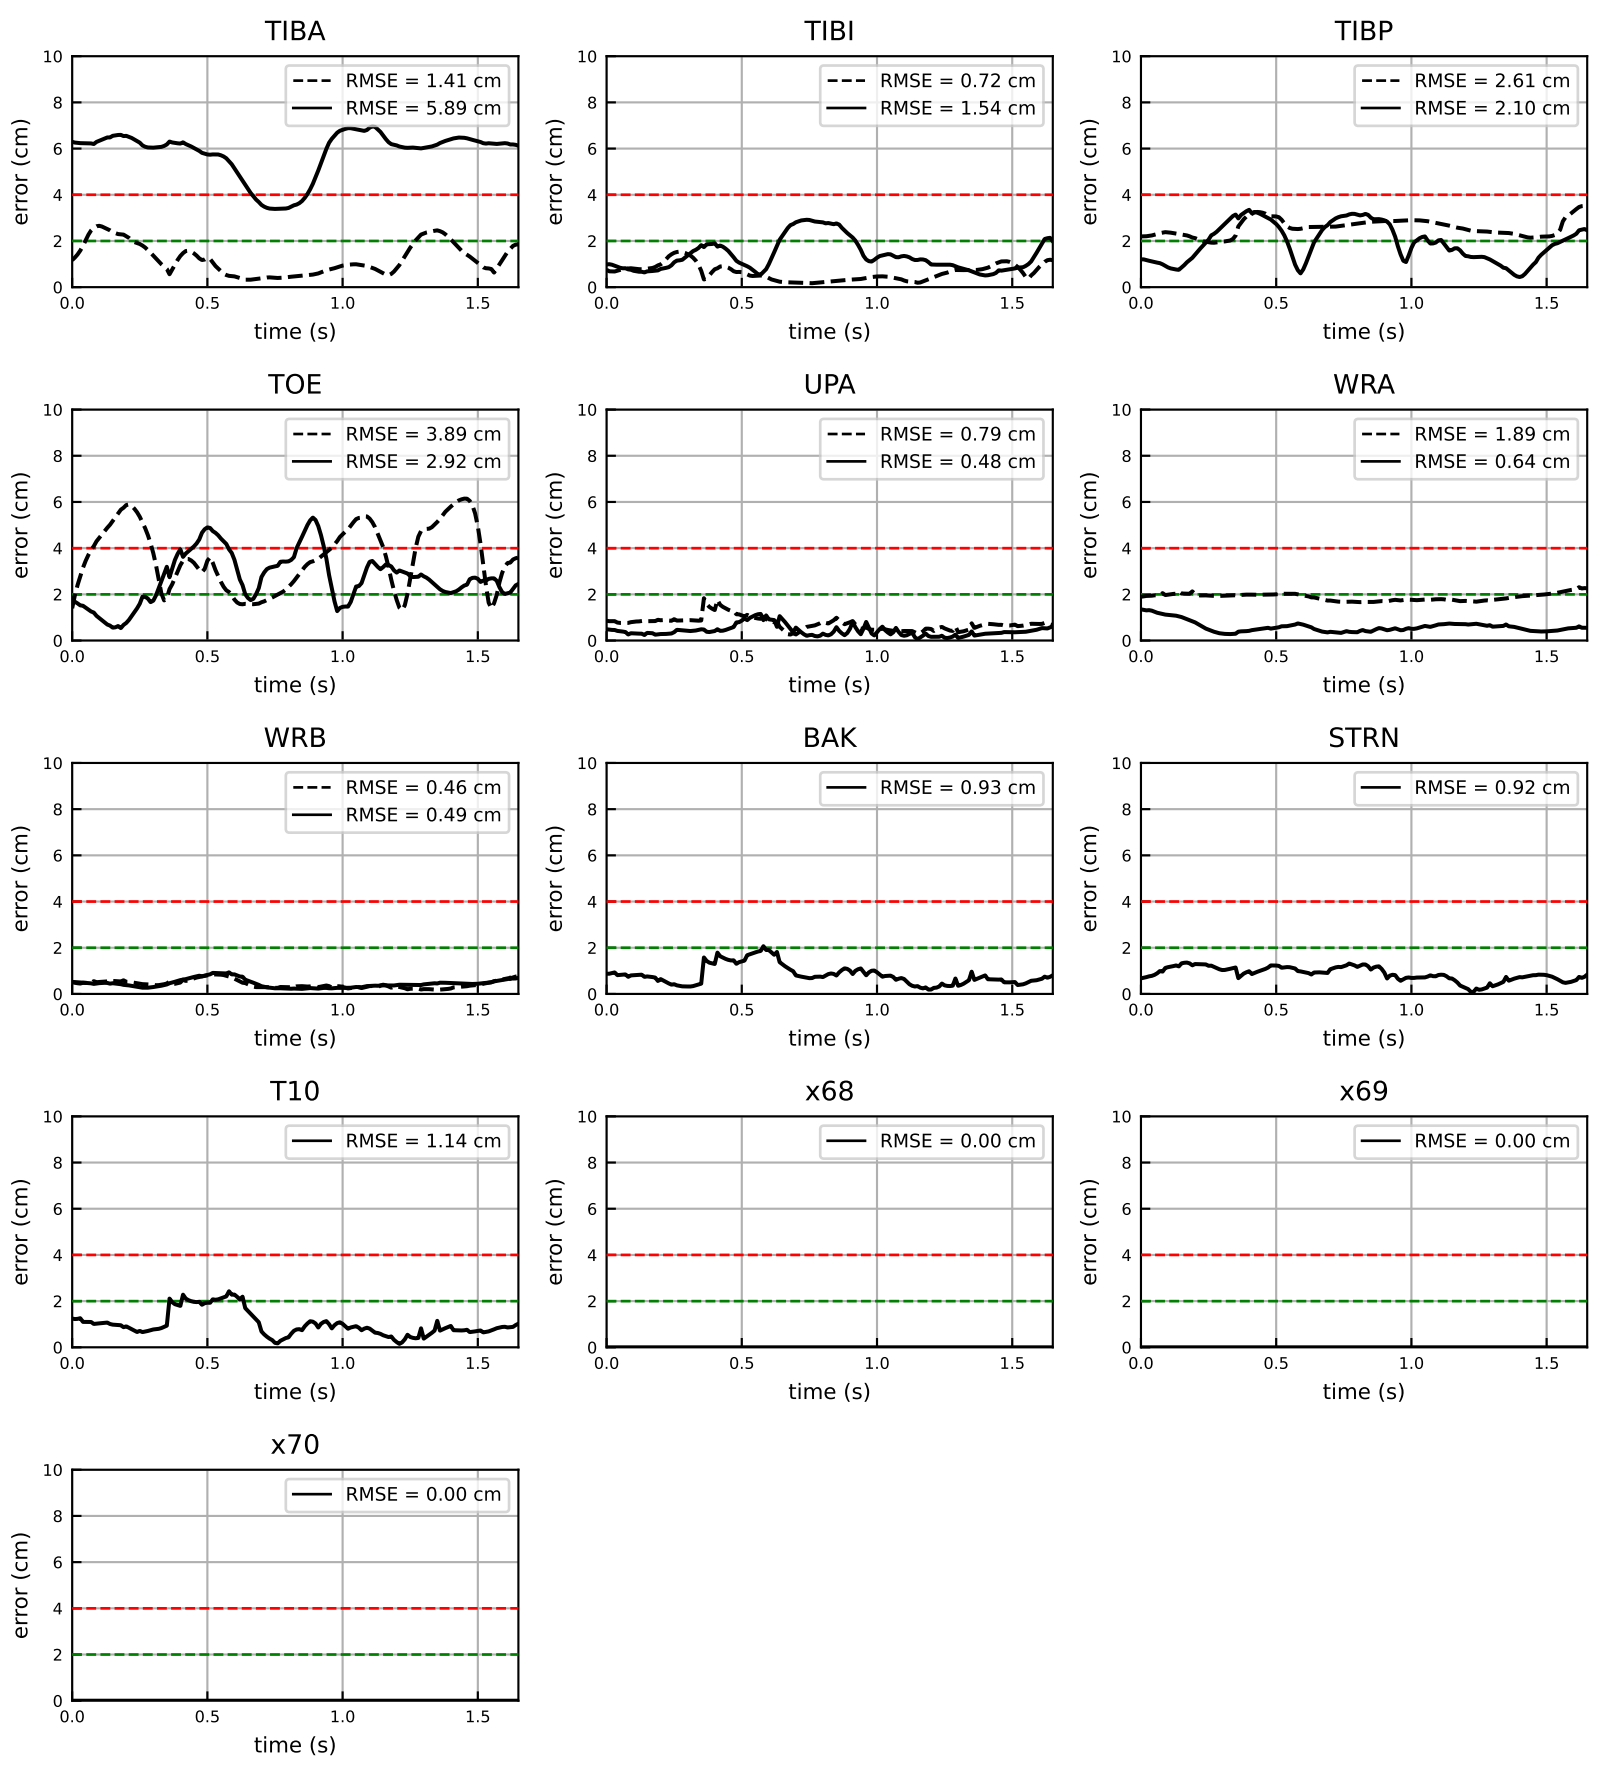 TIBA
10
8
6
4
2
0
error (cm)
RMSE = 1.41 cm
RMSE = 5.89 cm
0.0 0.5 1.0 1.5
time (s)
TIBI
10
8
6
4
2
0
error (cm)
RMSE = 0.72 cm
RMSE = 1.54 cm
0.0 0.5 1.0 1.5
time (s)
TIBP
10
8
6
4
2
0
error (cm)
RMSE = 2.61 cm
RMSE = 2.10 cm
0.0 0.5 1.0 1.5
time (s)
TOE
10
8
6
4
2
0
error (cm)
RMSE = 3.89 cm
RMSE = 2.92 cm
0.0 0.5 1.0 1.5
time (s)
UPA
10
8
6
4
2
0
error (cm)
RMSE = 0.79 cm
RMSE = 0.48 cm
0.0 0.5 1.0 1.5
time (s)
WRA
10
8
6
4
2
0
error (cm)
RMSE = 1.89 cm
RMSE = 0.64 cm
0.0 0.5 1.0 1.5
time (s)
WRB
10
8
6
4
2
0
error (cm)
RMSE = 0.46 cm
RMSE = 0.49 cm
0.0 0.5 1.0 1.5
time (s)
BAK
10
8
6
4
2
0
error (cm)
RMSE = 0.93 cm
0.0 0.5 1.0 1.5
time (s)
STRN
10
8
6
4
2
0
error (cm)
RMSE = 0.92 cm
0.0 0.5 1.0 1.5
time (s)
T10
10
8
6
4
2
0
error (cm)
RMSE = 1.14 cm
0.0 0.5 1.0 1.5
time (s)
x68
10
8
6
4
2
0
error (cm)
RMSE = 0.00 cm
0.0 0.5 1.0 1.5
time (s)
x69
10
8
6
4
2
0
error (cm)
RMSE = 0.00 cm
0.0 0.5 1.0 1.5
time (s)
x70
10
8
6
4
2
0
error (cm)
RMSE = 0.00 cm
0.0 0.5 1.0 1.5
time (s)